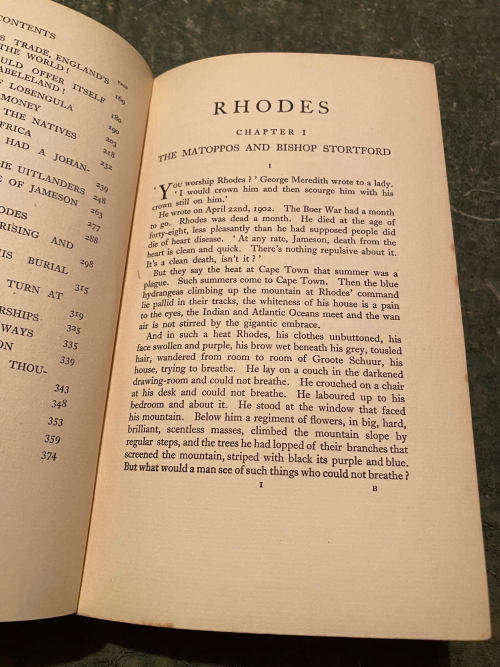 CONTENTS
S TRADE, ENGLAND'S
THE WORLD!
PAGE
ULD OFFER ITSELF
169
ABELELAND!
OF LOBENGULA
180
MONEY
190
THE NATIVES
203
FRICA
218
HAD A JOHAN-
232
239
THE UITLANDERS
248
E OF JAMESON
263
277
ODES
288
RISING AND
298
IS BURIAL
315
TURN AT
319
ORSHIPS
325
WAYS
335
ON
339
THOU-
343
348
353
359
374
RHODES
CHAPTER I
THE MATOPPOS AND BISHOP STORTFORD
I
'You worship Rhodes?' George Meredith wrote to a lady.
'I would crown him and then scourge him with his
crown still on him.'
He wrote on April 22nd, 1902. The Boer War had a month
to go. Rhodes was dead a month. He died at the age of
forty-eight, less pleasantly than he had supposed people did
die of heart disease. 'At any rate, Jameson, death from the
heart is clean and quick. There's nothing repulsive about it.
It's a clean death, isn't it?'
But they say the heat at Cape Town that summer was a
plague. Such summers come to Cape Town. Then the blue
hydrangeas climbing up the mountain at Rhodes' command
lie pallid in their tracks, the whiteness of his house is a pain
to the eyes, the Indian and Atlantic Oceans meet and the wan
air is not stirred by the gigantic embrace.
And in such a heat Rhodes, his clothes unbuttoned, his
face swollen and purple, his brow wet beneath his grey, tousled
hair, wandered from room to room of Groote Schuur, his
house, trying to breathe. He lay on a couch in the darkened
drawing-room and could not breathe. He crouched on a chair
at his desk and could not breathe. He laboured up to his
bedroom and about it. He stood at the window that faced
his mountain. Below him a regiment of flowers, in big, hard,
brilliant, scentless masses, climbed the mountain slope by
regular steps, and the trees he had lopped of their branches that
screened the mountain, striped with black its purple and blue.
But what would a man see of such things who could not breathe?
I
B